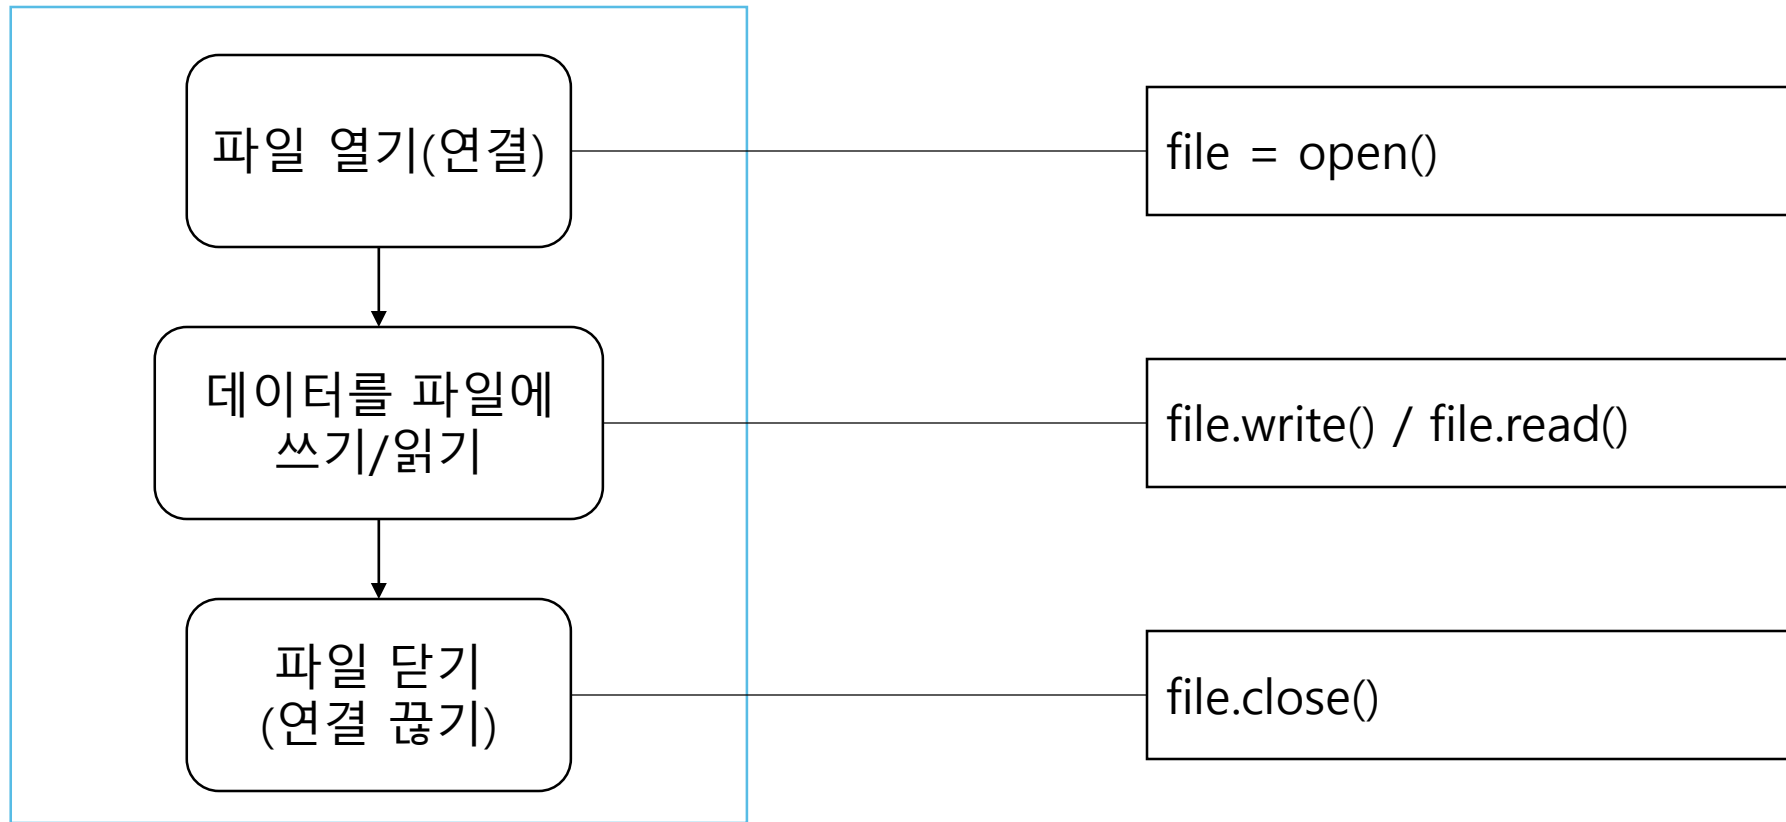 파일 열기(연결)
file = open()
데이터를 파일에
쓰기/읽기
file.write() / file.read()
파일 닫기
(연결 끊기)
file.close()